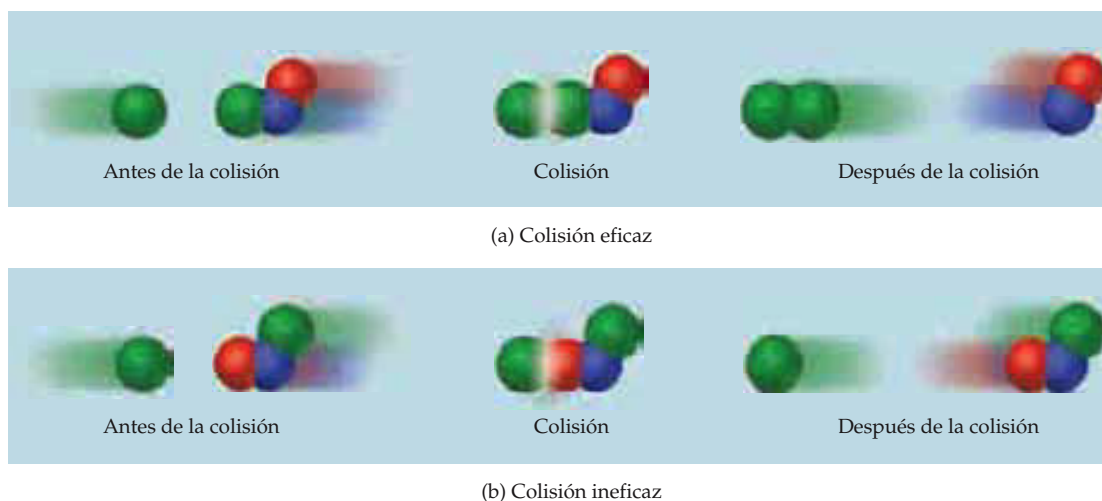 Antes de la colisión
Colisión
Después de la colisión
(a) Colisión eficaz
Antes de la colisión
Colisión
Después de la colisión
(b) Colisión ineficaz